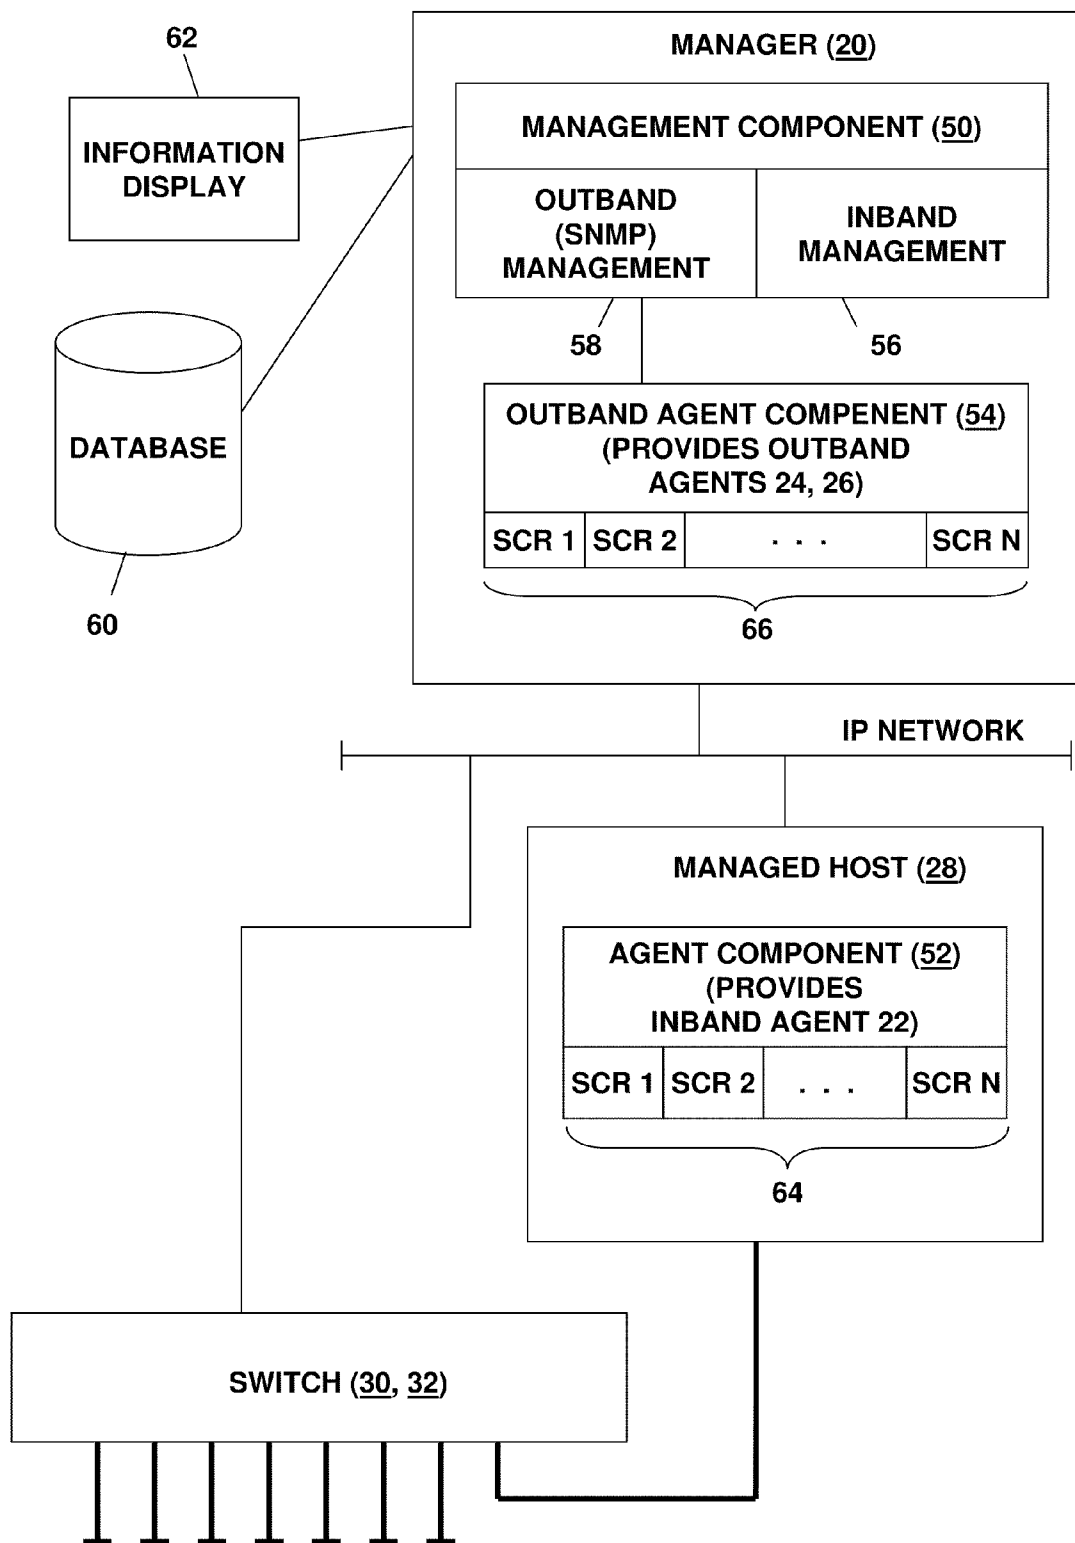 62
INFORMATION
DISPLAY
DATABASE
60
MANAGER (20)
MANAGEMENT COMPONENT (50)
OUTBAND
(SNMP)
MANAGEMENT
INBAND
MANAGEMENT
58
56
OUTBAND AGENT COMPENENT (54)
(PROVIDES OUTBAND
AGENTS 24, 26)
SCR 1
SCR 2
. . .
SCR N
66
IP NETWORK
MANAGED HOST (28)
AGENT COMPONENT (52)
(PROVIDES
INBAND AGENT 22)
SCR 1
SCR 2
. . .
SCR N
64
SWITCH (30, 32)